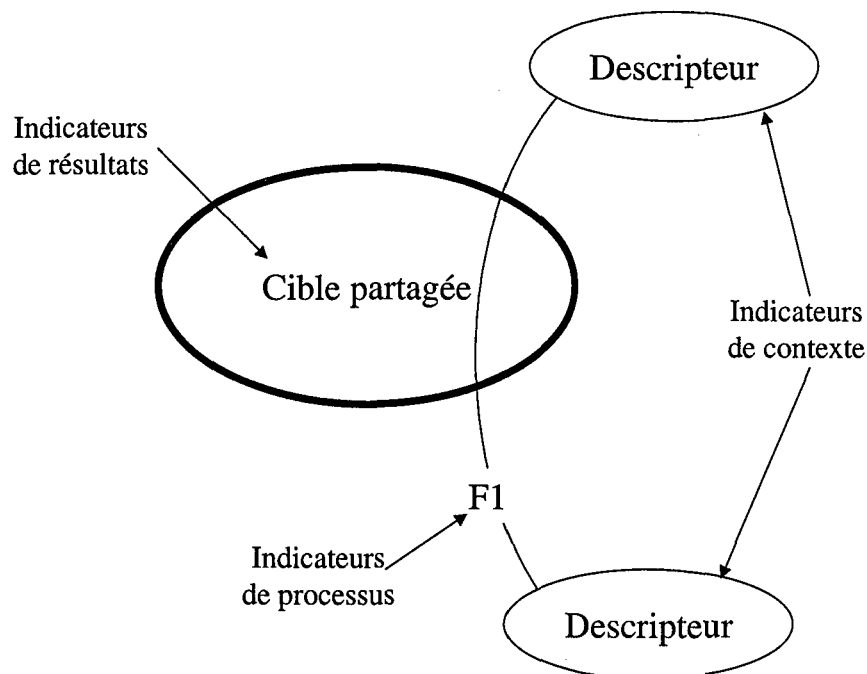 Descripteur
Indicateurs
de résultats
Cible partagée
Indicateurs
de contexte
F1
Indicateurs
de processus
Descripteur